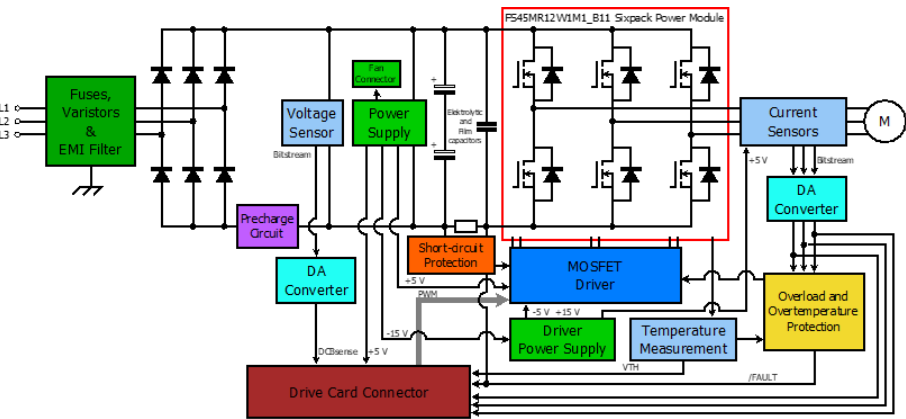 FS45MR12W1M1_B11 Sixpack Power Module
Fan
Connector
Fuses,
Varistors
&
EMI Filter
L1
L2
L3
Voltage
Sensor
Power
Supply
+
+
Elektrolytic
and
Film
capacitors
Current
Sensors
M
Bitstream
+5 V
Bitstream
DA
Converter
Precharge
Circuit
Short-circuit
Protection
DA
Converter
MOSFET
Driver
+5 V
PWM
Overload and
Overtemperature
Protection
-5 V +15 V
-15 V
Driver
Power Supply
Temperature
Measurement
DCBsense
+5 V
VTH
/FAULT
Drive Card Connector